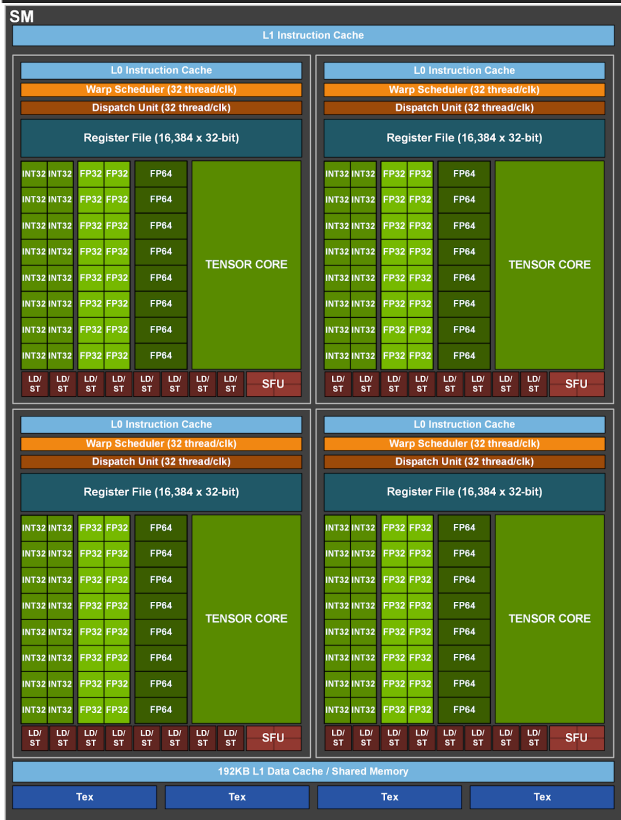 SM
L1 Instruction Cache
L0 Instruction Cache L0 Instruction Cache
Warp Scheduler (32 thread/clk) Warp Scheduler (32 thread/clk)
Dispatch Unit (32 thread/clk) Dispatch Unit (32 thread/clk)
Register File (16,384 x 32-bit) Register File (16,384 x 32-bit)
INT32 INT32 FP32 FP32 FP64 INT32 INT32 FP32 FP32 FP64
INT32 INT32 FP32 FP32 FP64 INT32 INT32 FP32 FP32 FP64
INT32 INT32 FP32 FP32 FP64 INT32 INT32 FP32 FP32 FP64
INT32 INT32 FP32 FP32 FP64 INT32 INT32 FP32 FP32 FP64
TENSOR CORE TENSOR CORE
INT32 INT32 FP32 FP32 FP64 INT32 INT32 FP32 FP32 FP64
INT32 INT32 FP32 FP32 FP64 INT32 INT32 FP32 FP32 FP64
INT32 INT32 FP32 FP32 FP64 INT32 INT32 FP32 FP32 FP64
INT32 INT32 FP32 FP32 FP64 INT32 INT32 FP32 FP32 FP64
LD/ LD/ LD/ LD/ LD/ LD/ LD/ LD/ SFU LD/ LD/ LD/ LD/ LD/ LD/ LD/ LD/ SFU
ST ST ST ST ST ST ST ST ST ST ST ST ST ST ST ST
L0 Instruction Cache L0 Instruction Cache
Warp Scheduler (32 thread/clk) Warp Scheduler (32 thread/clk)
Dispatch Unit (32 thread/clk) Dispatch Unit (32 thread/clk)
Register File (16,384 x 32-bit) Register File (16,384 x 32-bit)
INT32 INT32 FP32 FP32 FP64 INT32 INT32 FP32 FP32 FP64
INT32 INT32 FP32 FP32 FP64 INT32 INT32 FP32 FP32 FP64
INT32 INT32 FP32 FP32 FP64 INT32 INT32 FP32 FP32 FP64
INT32 INT32 FP32 FP32 FP64 INT32 INT32 FP32 FP32 FP64
TENSOR CORE TENSOR CORE
INT32 INT32 FP32 FP32 FP64 INT32 INT32 FP32 FP32 FP64
INT32 INT32 FP32 FP32 FP64 INT32 INT32 FP32 FP32 FP64
INT32 INT32 FP32 FP32 FP64 INT32 INT32 FP32 FP32 FP64
INT32 INT32 FP32 FP32 FP64 INT32 INT32 FP32 FP32 FP64
LD/ LD/ LD/ LD/ LD/ LD/ LD/ LD/ SFU LD/ LD/ LD/ LD/ LD/ LD/ LD/ LD/ SFU
ST ST ST ST ST ST ST ST ST ST ST ST ST ST ST ST
192KB L1 Data Cache / Shared Memory
Tex Tex Tex Tex